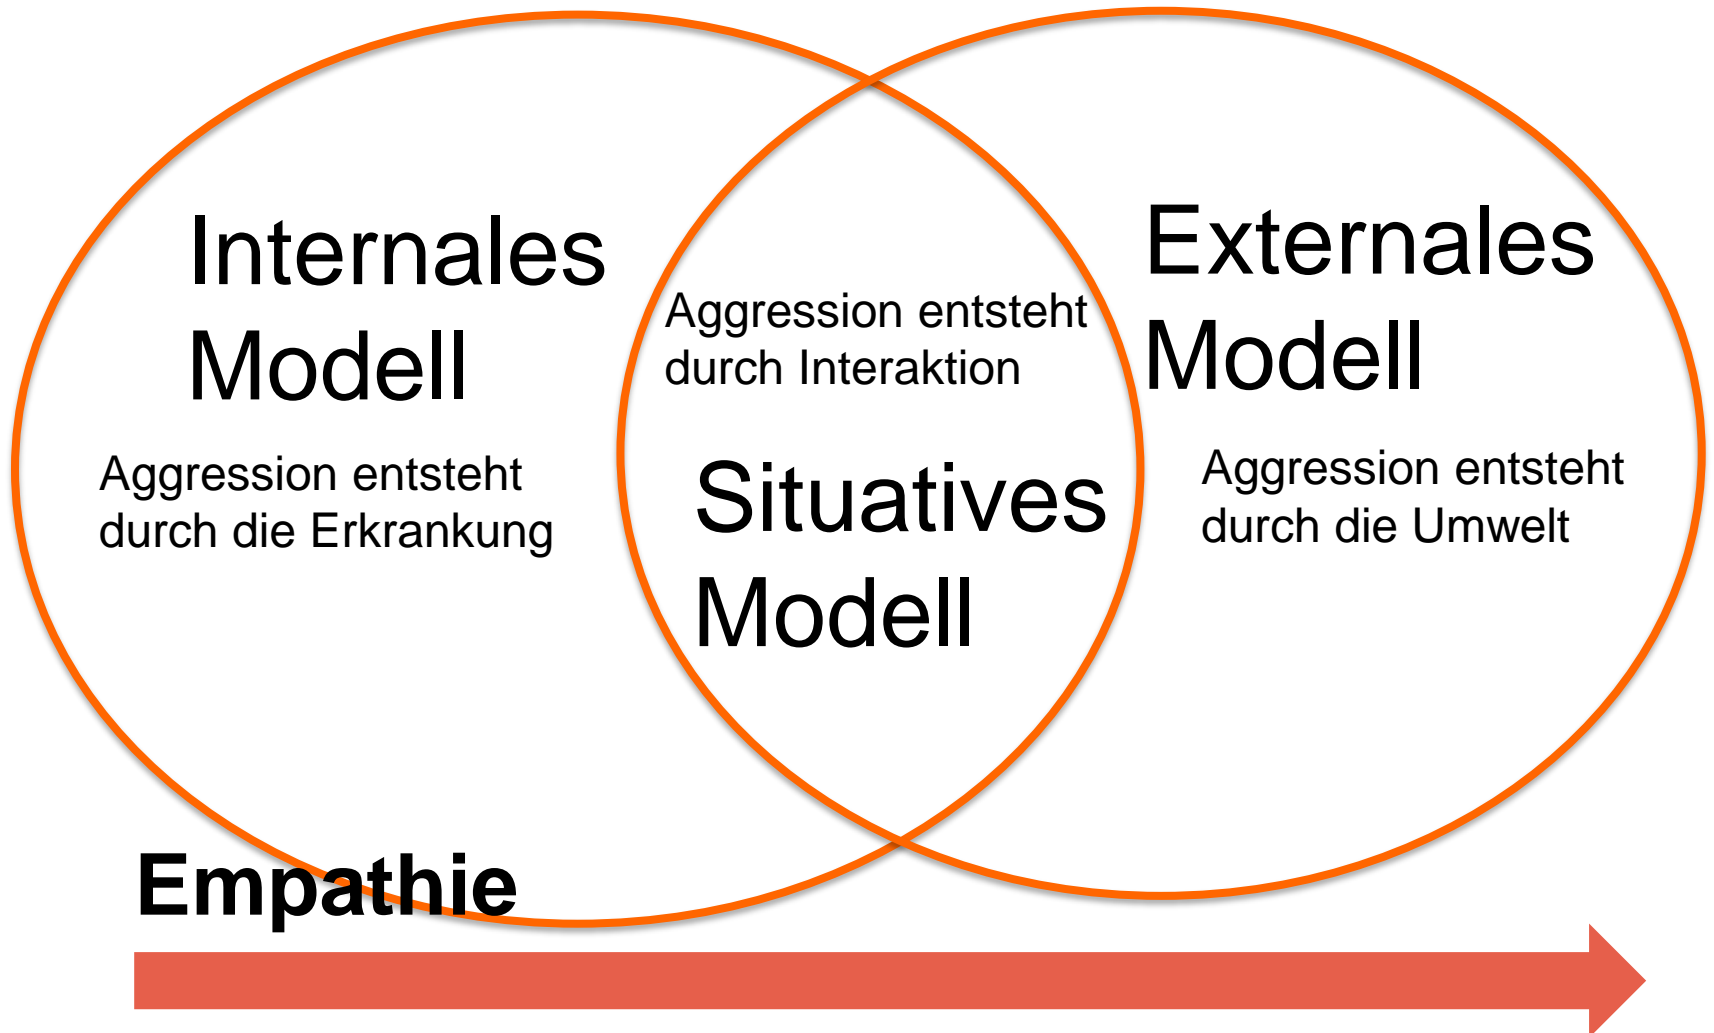 Internales
Modell
Aggression entsteht
durch die Erkrankung
Aggression entsteht
durch Interaktion
Situatives
Modell
Externales
Modell
Aggression entsteht
durch die Umwelt
Empathie